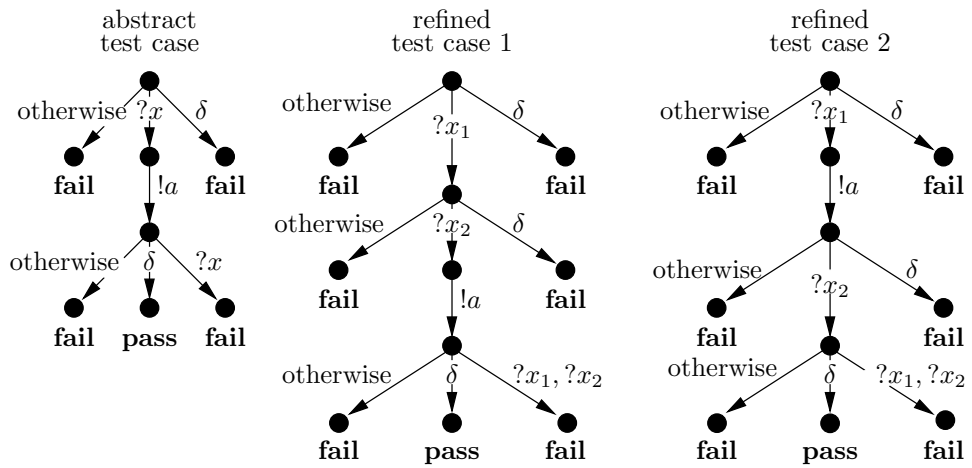 abstract
test case
otherwise ?x δ
fail fail
!a
otherwise δ ?x
fail pass fail
refined
test case 1
otherwise ?x₁ δ
fail fail
otherwise ?x₂ δ
fail fail
!a
otherwise δ ?x₁, ?x₂
fail pass fail
refined
test case 2
otherwise ?x₁ δ
fail fail
!a
otherwise ?x₂ δ
fail fail
otherwise δ ?x₁, ?x₂
fail pass fail